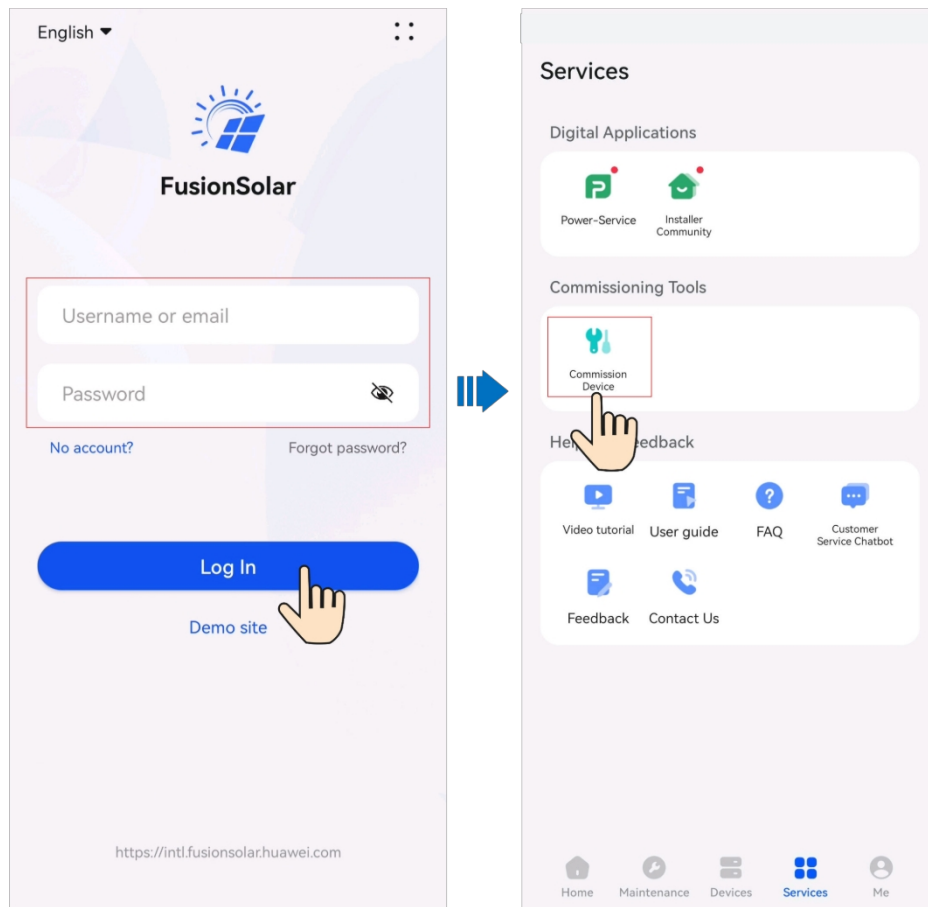 English
FusionSolar
Username or email
Password
No account?
Forgot password?
Log In
Demo site
https://intl.fusionsolar.huawei.com
Services
Digital Applications
Power-Service
Installer
Community
Commissioning Tools
Commission
Device
edback
Video tutorial
User guide
FAQ
Customer
Service Chatbot
Feedback
Contact Us
Home
Maintenance
Devices
Services
Me